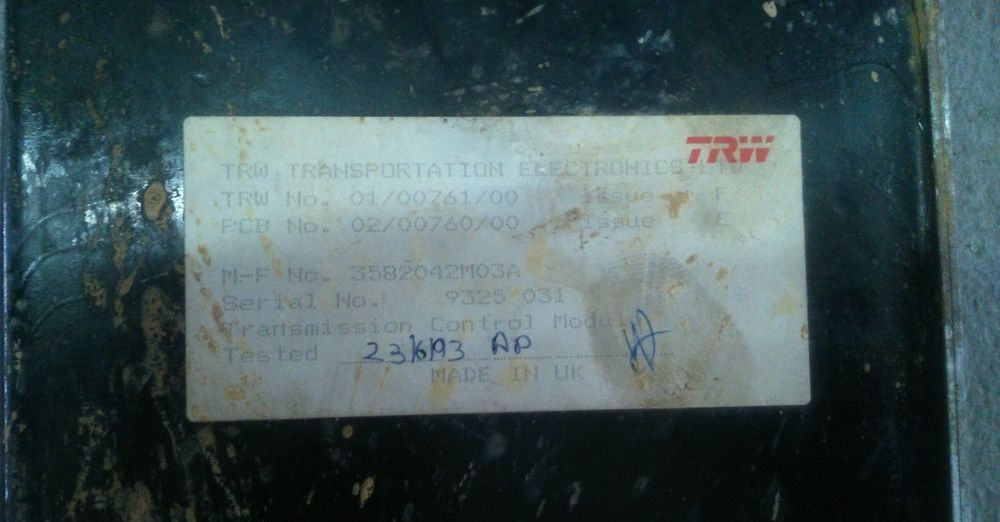 TRW
TRW TRANSPORTATION ELECTRONICS LTD
TRW No. 01/00761/00 Issue F
PCB No. 02/00760/00 Issue E
M-F No. 3582042M03A
Serial No. 9325 031
Transmission Control Module
Tested 23/6/93 AP
MADE IN UK